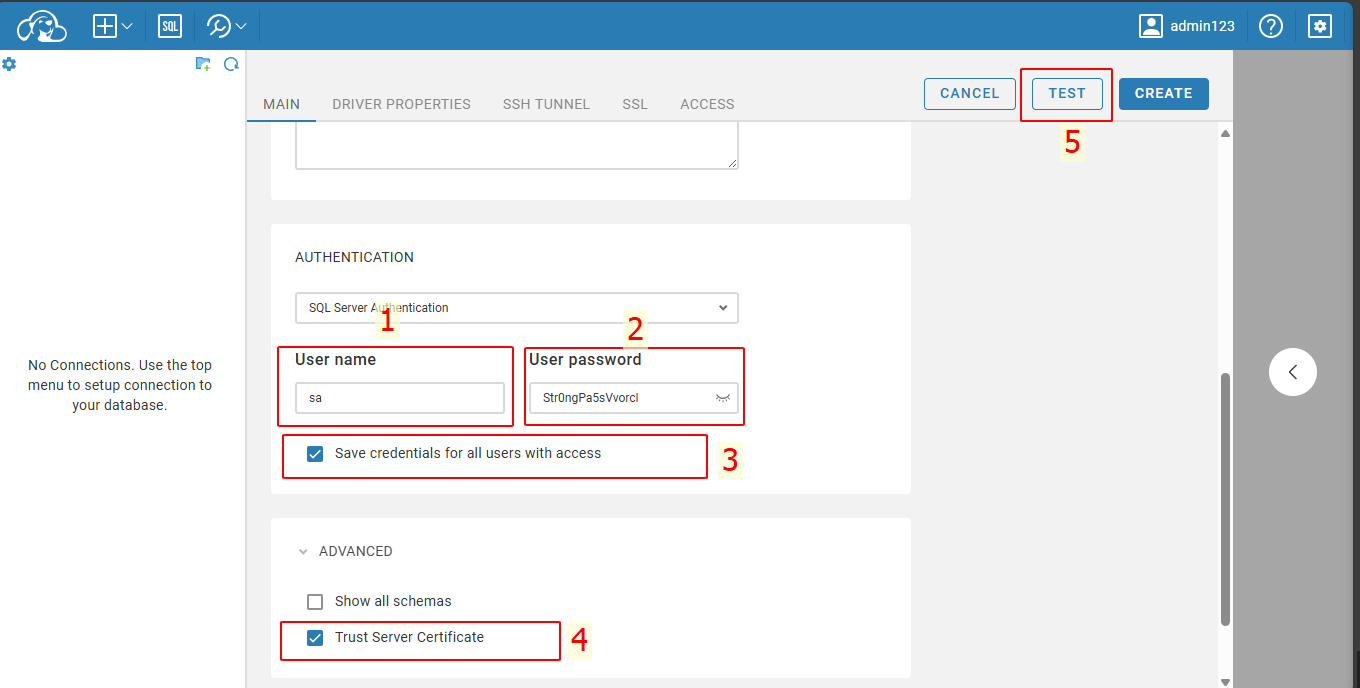 SQL
admin123
MAIN
DRIVER PROPERTIES
SSH TUNNEL
SSL
ACCESS
CANCEL
TEST
CREATE
5
AUTHENTICATION
SQL Server Authentication
1
2
User name
User password
sa
Save credentials for all users with access
3
No Connections. Use the top
menu to setup connection to
your database.
ADVANCED
Show all schemas
Trust Server Certificate
4